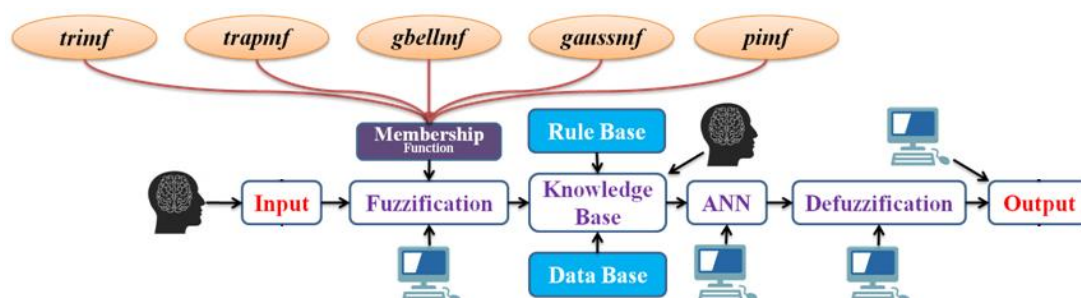 trimf
trapmf
gbellmf
gaussmf
pimf
Membership
Function
Rule Base
Input
Fuzzification
Knowledge
Base
ANN
Defuzzification
Output
Data Base